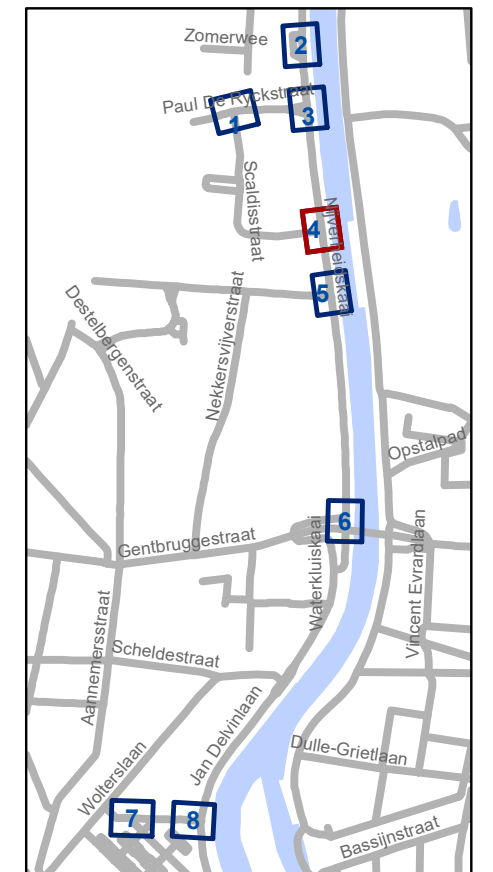 Zomerwee
2
Paul De Ryckstraat
1
3
Scaldisstraat
4
Nijverheidskaai
5
Destelbergenstraat
Nekkersvijverstraat
Opstalpad
6
Gentbruggestraat
Waterkluiskaai
Vincent Evrardlaan
Aannemersstraat
Scheldestraat
Jan Delvinlaan
Wolterslaan
Dulle-Grietlaan
7
8
Bassijnstraat